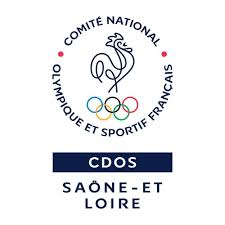 COMITÉ NATIONAL
OLYMPIQUE ET SPORTIF FRANÇAIS
CDOS
SAÔNE-ET
LOIRE